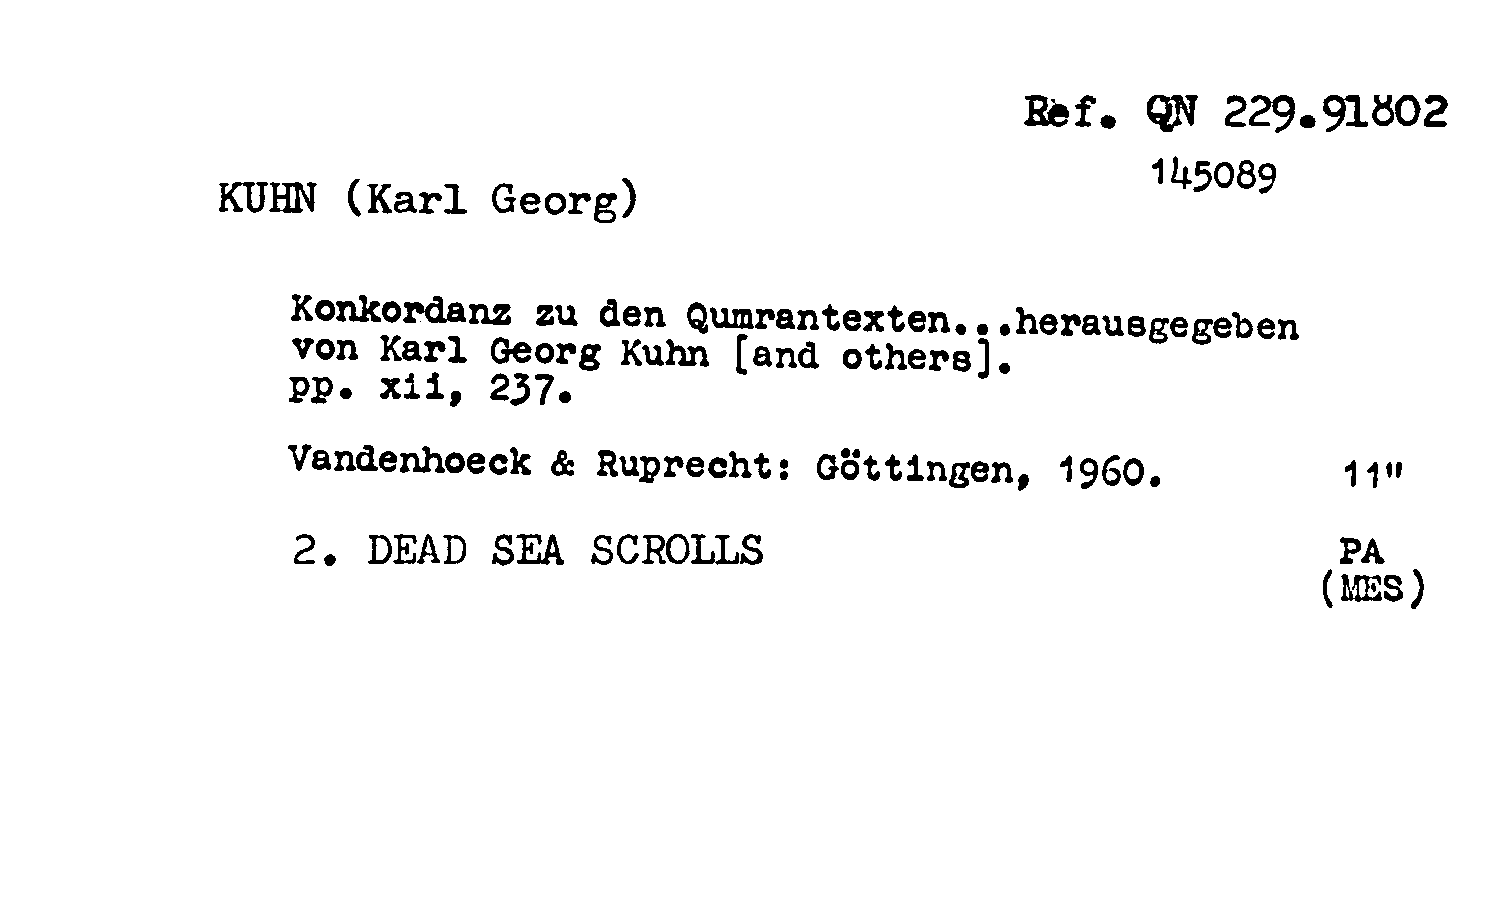 Ref. QN 229.91802
145089
KUHN (Karl Georg)
Konkordanz zu den Qumrantexten...herausgegeben
von Karl Georg Kuhn [and others].
pp. xii, 237.
Vandenhoeck & Ruprecht: Göttingen, 1960. 11"
2. DEAD SEA SCROLLS PA
(MES)